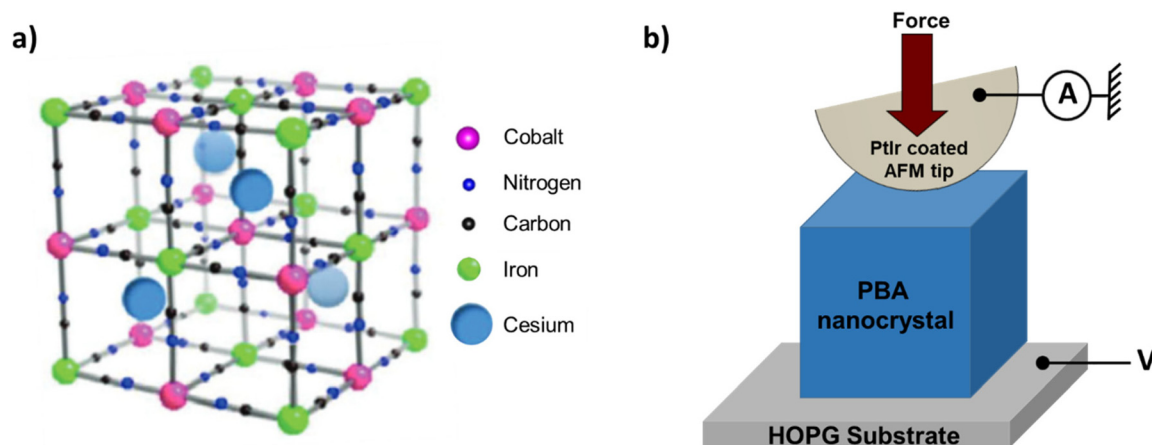 a)
Cobalt
Nitrogen
Carbon
Iron
Cesium
b)
Force
A
PtIr coated
AFM tip
PBA
nanocrystal
V
HOPG Substrate